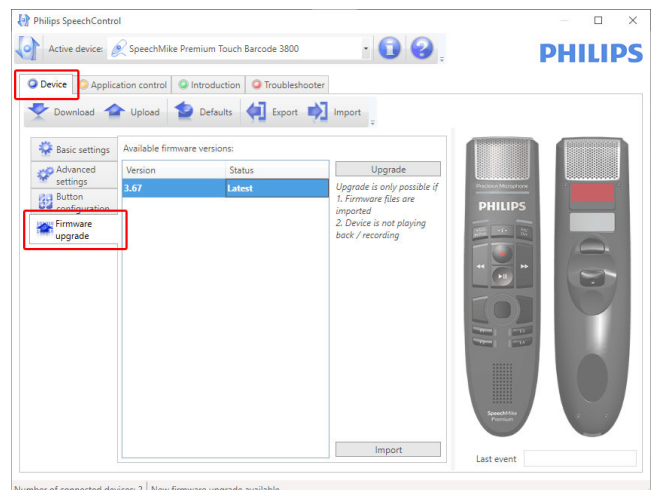 Philips SpeechControl
Active device: SpeechMike Premium Touch Barcode 3800
PHILIPS
Device Application control Introduction Troubleshooter
Download Upload Defaults Export Import
Basic settings
Advanced
settings
Button
configuration
Firmware
upgrade
Available firmware versions:
Version Status
3.67 Latest
Upgrade
Upgrade is only possible if
1. Firmware files are
imported
2. Device is not playing
back / recording
Import
Precision Microphone
PHILIPS
SpeechMike
Premium
Last event
Number of connected devices: 2 New firmware upgrade available